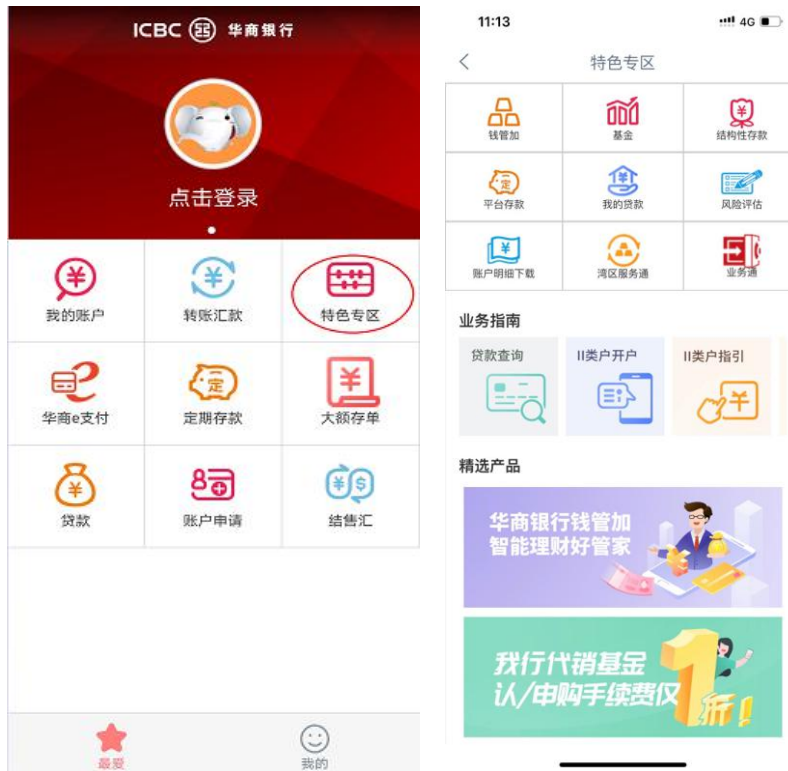 ICBC 华商银行
点击登录
我的账户 转账汇款 特色专区
华商e支付 定期存款 大额存单
贷款 账户申请 结售汇
最爱 我的
11:13 4G
特色专区
钱管加 基金 结构性存款
平台存款 我的贷款 风险评估
账户明细下载 湾区服务通 业务通
业务指南
贷款查询 II类户开户 II类户指引
精选产品
华商银行钱管加
智能理财好管家
我行代销基金
认/申购手续费仅1折!